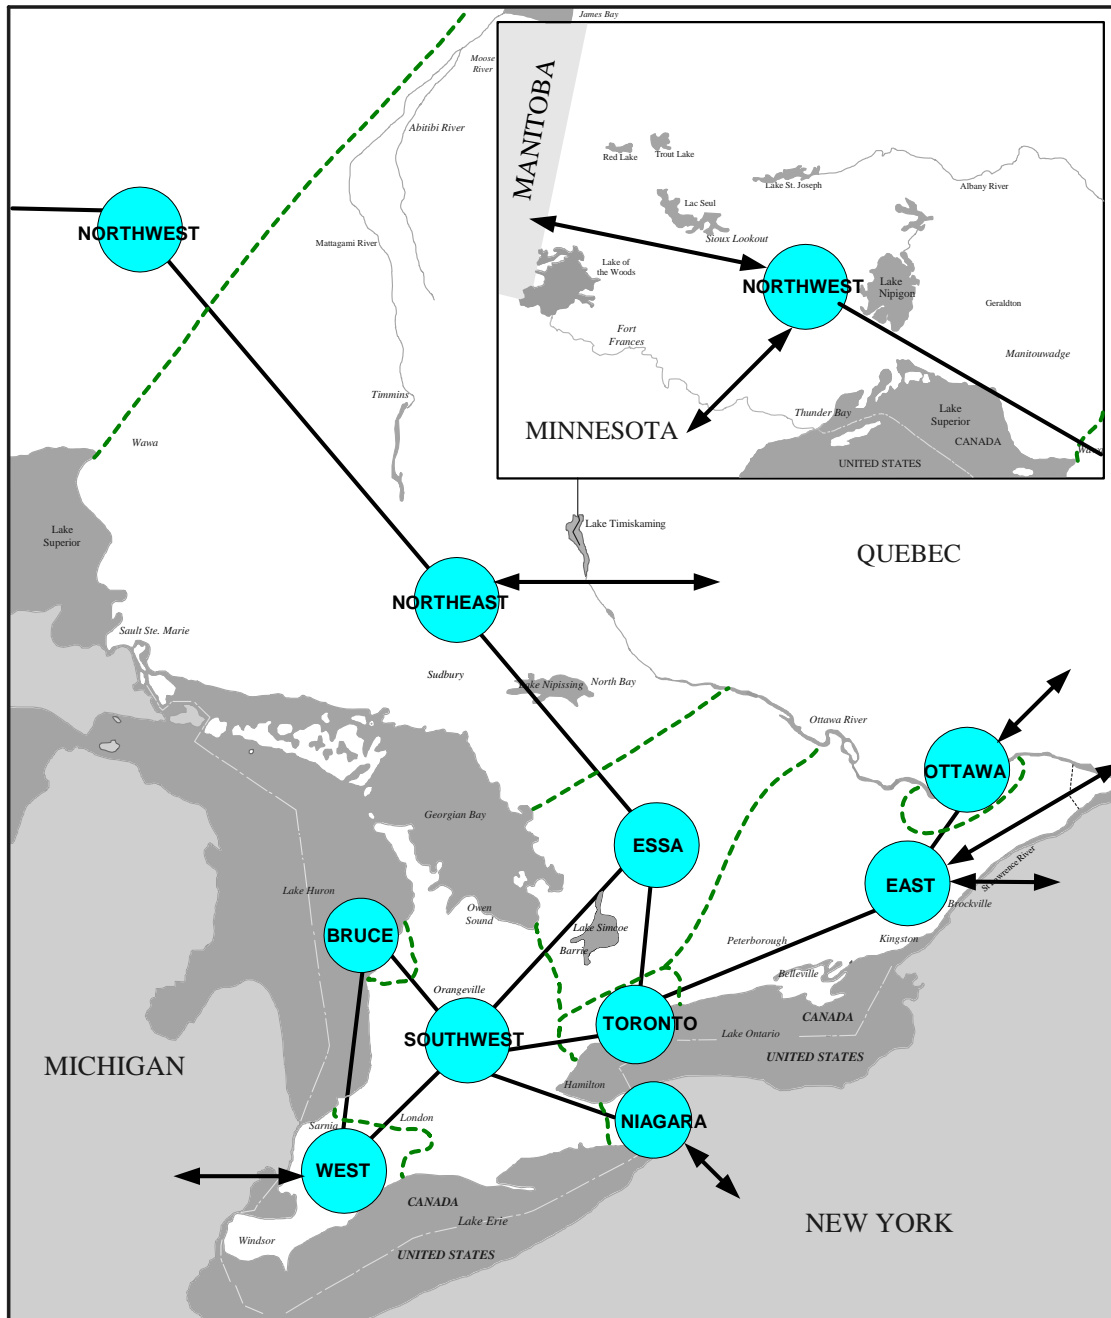 James Bay
Moose
River
Abitibi River
MANITOBA
Red Lake
Trout Lake
Lake St. Joseph
Albany River
Lac Seul
Sioux Lookout
NORTHWEST
Mattagami River
Lake of
the Woods
NORTHWEST
Lake
Nipigon
Geraldton
Fort
Frances
Manitouwadge
Timmins
Thunder Bay
Lake
Superior
MINNESOTA
CANADA
UNITED STATES
Wawa
Lake
Superior
Lake Timiskaming
QUEBEC
NORTHEAST
Sault Ste. Marie
Sudbury
Lake Nipissing
North Bay
Ottawa River
OTTAWA
Georgian Bay
ESSA
St Lawrence River
EAST
Lake Huron
Brockville
Owen
Sound
Lake Simcoe
BRUCE
Barrie
Peterborough
Kingston
Belleville
Orangeville
CANADA
TORONTO
SOUTHWEST
Lake Ontario
UNITED STATES
MICHIGAN
Hamilton
Sarnia
London
NIAGARA
WEST
CANADA
Lake Erie
NEW YORK
Windsor
UNITED STATES